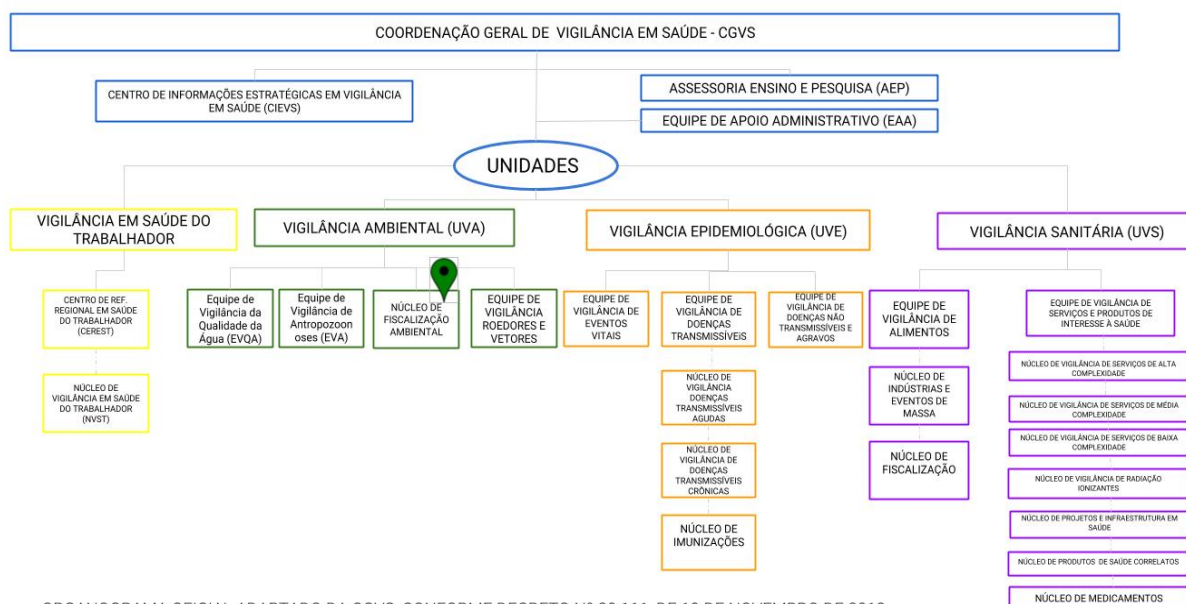 COORDENAÇÃO GERAL DE VIGILÂNCIA EM SAÚDE - CGVS
CENTRO DE INFORMAÇÕES ESTRATÉGICAS EM VIGILÂNCIA
EM SAÚDE (CIEVS)
ASSESSORIA ENSINO E PESQUISA (AEP)
EQUIPE DE APOIO ADMINISTRATIVO (EAA)
UNIDADES
VIGILÂNCIA EM SAÚDE DO
TRABALHADOR
CENTRO DE REF.
REGIONAL EM SAÚDE
DO TRABALHADOR
(CEREST)
NÚCLEO DE
VIGILÂNCIA EM SAÚDE
DO TRABALHADOR
(NVST)
VIGILÂNCIA AMBIENTAL (UVA)
Equipe de
Vigilância da
Qualidade da
Água (EVQA)
Equipe de
Vigilância de
Antropozoon
oses (EVA)
NÚCLEO DE
FISCALIZAÇÃO
AMBIENTAL
EQUIPE DE
VIGILÂNCIA
ROEDORES E
VETORES
VIGILÂNCIA EPIDEMIOLÓGICA (UVE)
EQUIPE DE
VIGILÂNCIA DE
EVENTOS
VITAIS
EQUIPE DE
VIGILÂNCIA DE
DOENÇAS
TRANSMISSÍVEiS
NÚCLEO DE
VIGILÂNCIA
DOENÇAS
TRANSMISSÍVEIS
AGUDAS
NÚCLEO DE
VIGILÂNCIA DE
DOENÇAS
TRANSMISSÍVEIS
CRÔNICAS
NÚCLEO DE
IMUNIZAÇÕES
EQUIPE DE
VIGILÂNCIA DE
DOENÇAS NÃO
TRANSMISSÍVEIS E
AGRAVOS
VIGILÂNCIA SANITÁRIA (UVS)
EQUIPE DE
VIGILÂNCIA DE
ALIMENTOS
NÚCLEO DE
INDÚSTRIAS E
EVENTOS DE
MASSA
NÚCLEO DE
FISCALIZAÇÃO
EQUIPE DE VIGILÂNCIA DE
SERVIÇOS E PRODUTOS DE
INTERESSE À SAÚDE
NÚCLEO DE VIGILÂNCIA DE SERVIÇOS DE ALTA
COMPLEXIDADE
NÚCLEO DE VIGILÂNCIA DE SERVIÇOS DE MÉDIA
COMPLEXIDADE
NÚCLEO DE VIGILÂNCIA DE SERVIÇOS DE BAIXA
COMPLEXIDADE
NÚCLEO DE VIGILÂNCIA DE RADIAÇÃO
IONIZANTES
NÚCLEO DE PROJETOS E INFRAESTRUTURA EM
SAÚDE
NÚCLEO DE PRODUTOS DE SAÚDE CORRELATOS
NÚCLEO DE MEDICAMENTOS